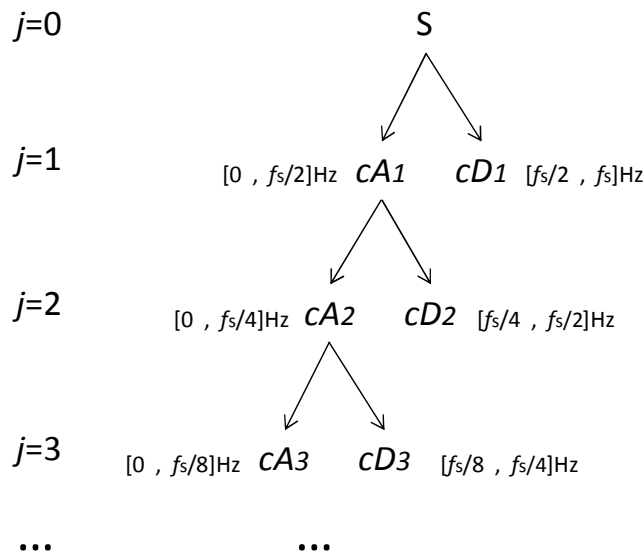 j=0 S
j=1 [0 , fs/2]Hz cA1 cD1 [fs/2 , fs]Hz
j=2 [0 , fs/4]Hz cA2 cD2 [fs/4 , fs/2]Hz
j=3 [0 , fs/8]Hz cA3 cD3 [fs/8 , fs/4]Hz
... ...